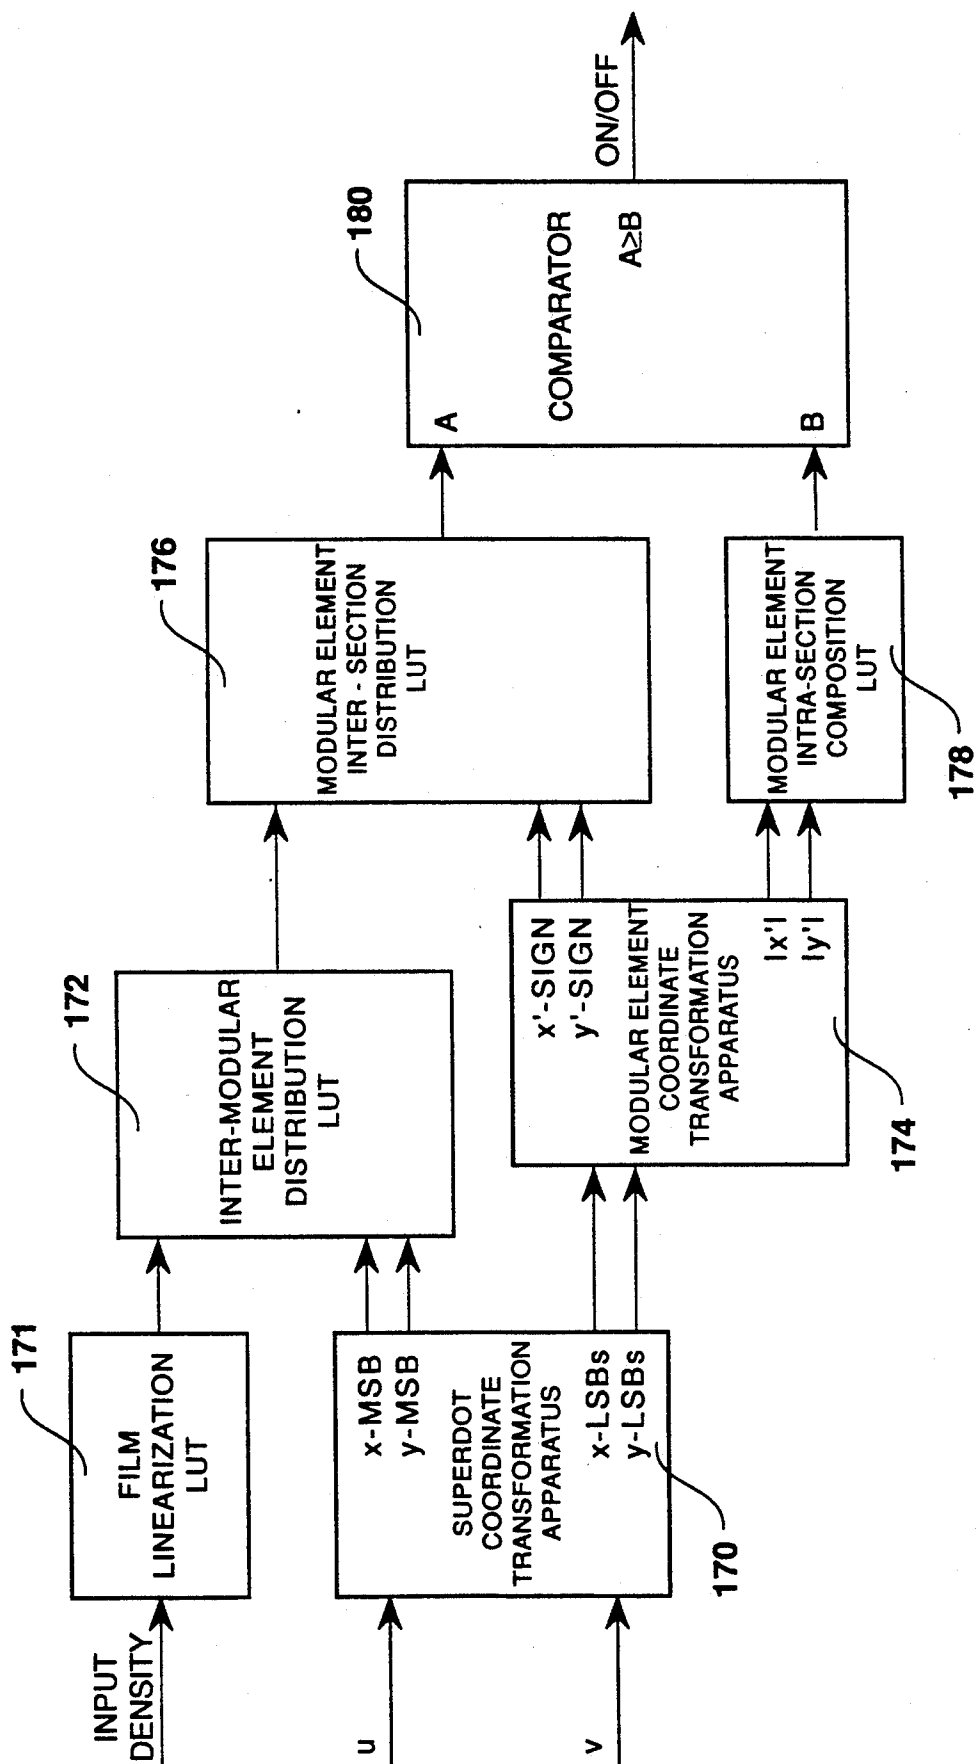 INPUT
DENSITY
u
v
171
FILM
LINEARIZATION
LUT
x-MSB
y-MSB
SUPERDOT
COORDINATE
TRANSFORMATION
APPARATUS
x-LSBs
y-LSBs
170
172
INTER-MODULAR
ELEMENT
DISTRIBUTION
LUT
x'-SIGN
y'-SIGN
MODULAR ELEMENT
COORDINATE
TRANSFORMATION
APPARATUS
|x'|
|y'|
174
176
MODULAR ELEMENT
INTER - SECTION
DISTRIBUTION
LUT
MODULAR ELEMENT
INTRA-SECTION
COMPOSITION
LUT
178
180
A
COMPARATOR
A≥B
B
ON/OFF